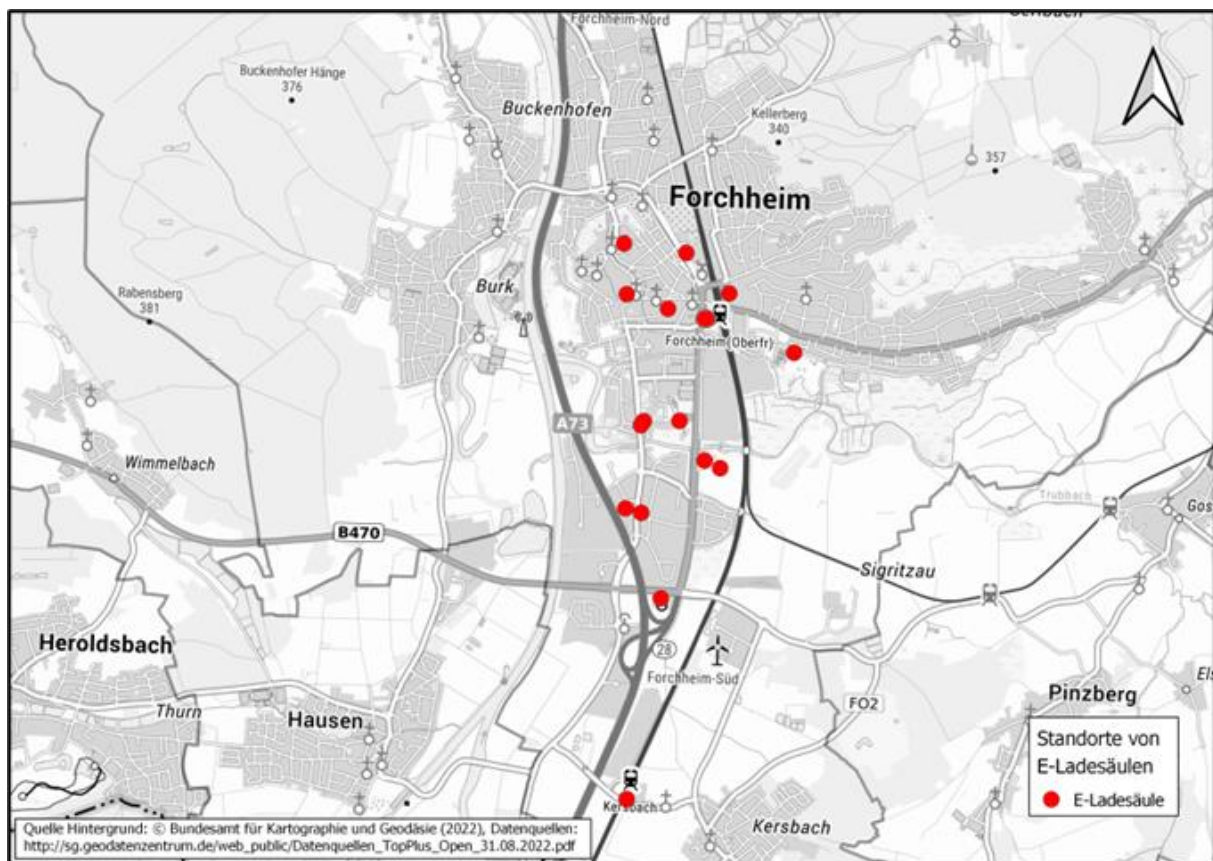 Forchheim-Nord
Buckenhofer Hänge
376
Buckenhofen
Kellerberg
340
357
Forchheim
Burk
Rabensberg
381
Forchheim (Oberfr)
A73
Wimmelbach
B470
Trubbach
Gos
Sigritzau
Heroldsbach
28
Forchheim-Süd
Els
Thurn
Hausen
FO2
Pinzberg
Standorte von
E-Ladesäulen
E-Ladesäule
Kersbach
Kersbach
Quelle Hintergrund: © Bundesamt für Kartographie und Geodäsie (2022), Datenquellen:
http://sg.geodatenzentrum.de/web_public/Datenquellen_TopPlus_Open_31.08.2022.pdf